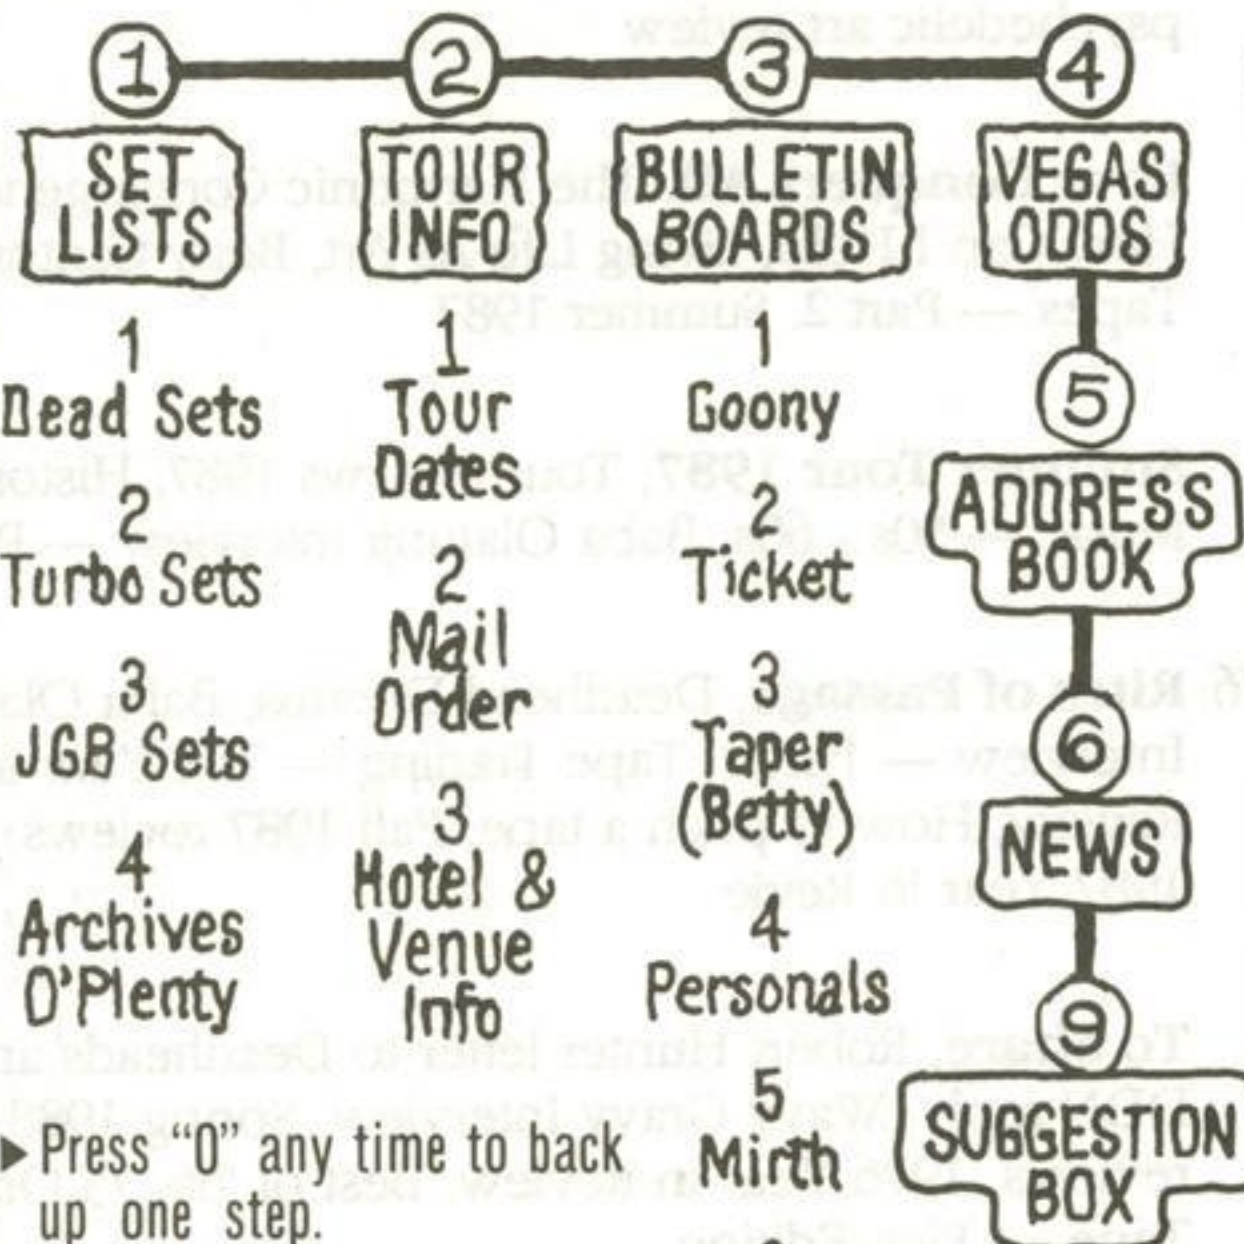 1
2
3
4
SET
LISTS
TOUR
INFO
BULLETIN
BOARDS
VEGAS
ODDS
1
Dead Sets
2
Turbo Sets
3
JGB Sets
4
Archives
O'Plenty
1
Tour
Dates
2
Mail
Order
3
Hotel &
Venue
Info
1
Goony
2
Ticket
3
Taper
(Betty)
4
Personals
5
Mirth
5
ADDRESS
BOOK
6
NEWS
9
SUGGESTION
BOX
▶ Press "0" any time to back
up one step.